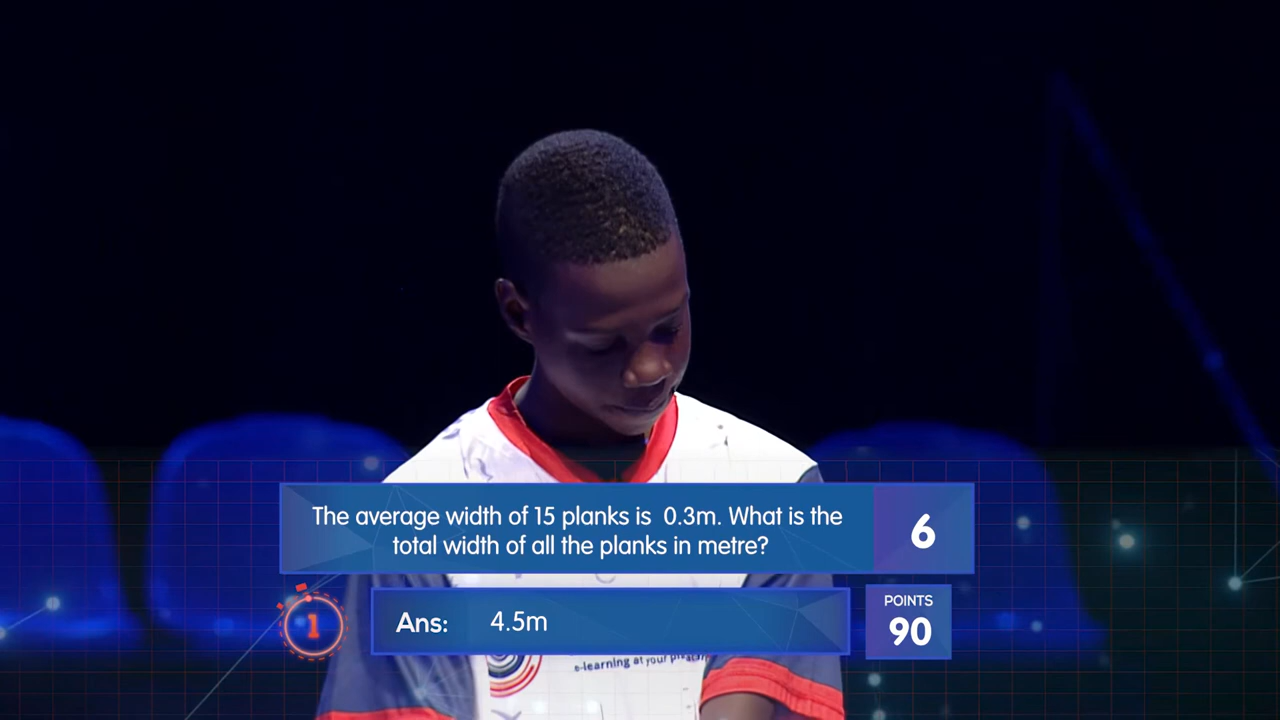 The average width of 15 planks is 0.3m. What is the
total width of all the planks in metre?
6
1
Ans: 4.5m
POINTS
90
e-learning at your